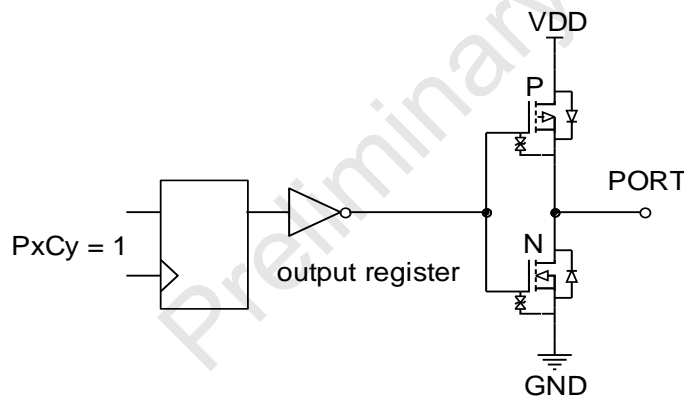 VDD
P
PORT
PxCy = 1
N
output register
GND
Preliminary